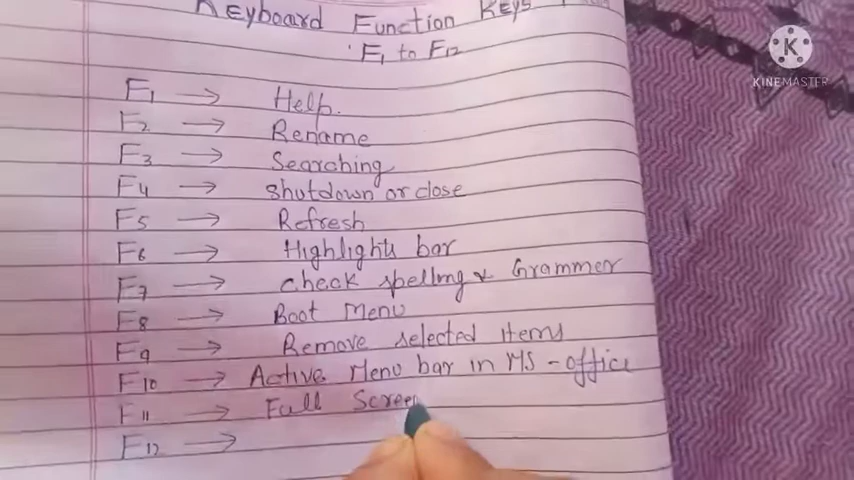 Keyboard Function Keys
F1 to F12
F1 → Help.
F2 → Rename
F3 → Searching
F4 → shutdown or close
F5 → Refresh
F6 → Highlights bar
F7 → check spelling & Grammer
F8 → Boot Menu
F9 → Remove selected items
F10 → Active Menu bar in MS-office
F11 → Full Screen
F12 →
KINEMASTER